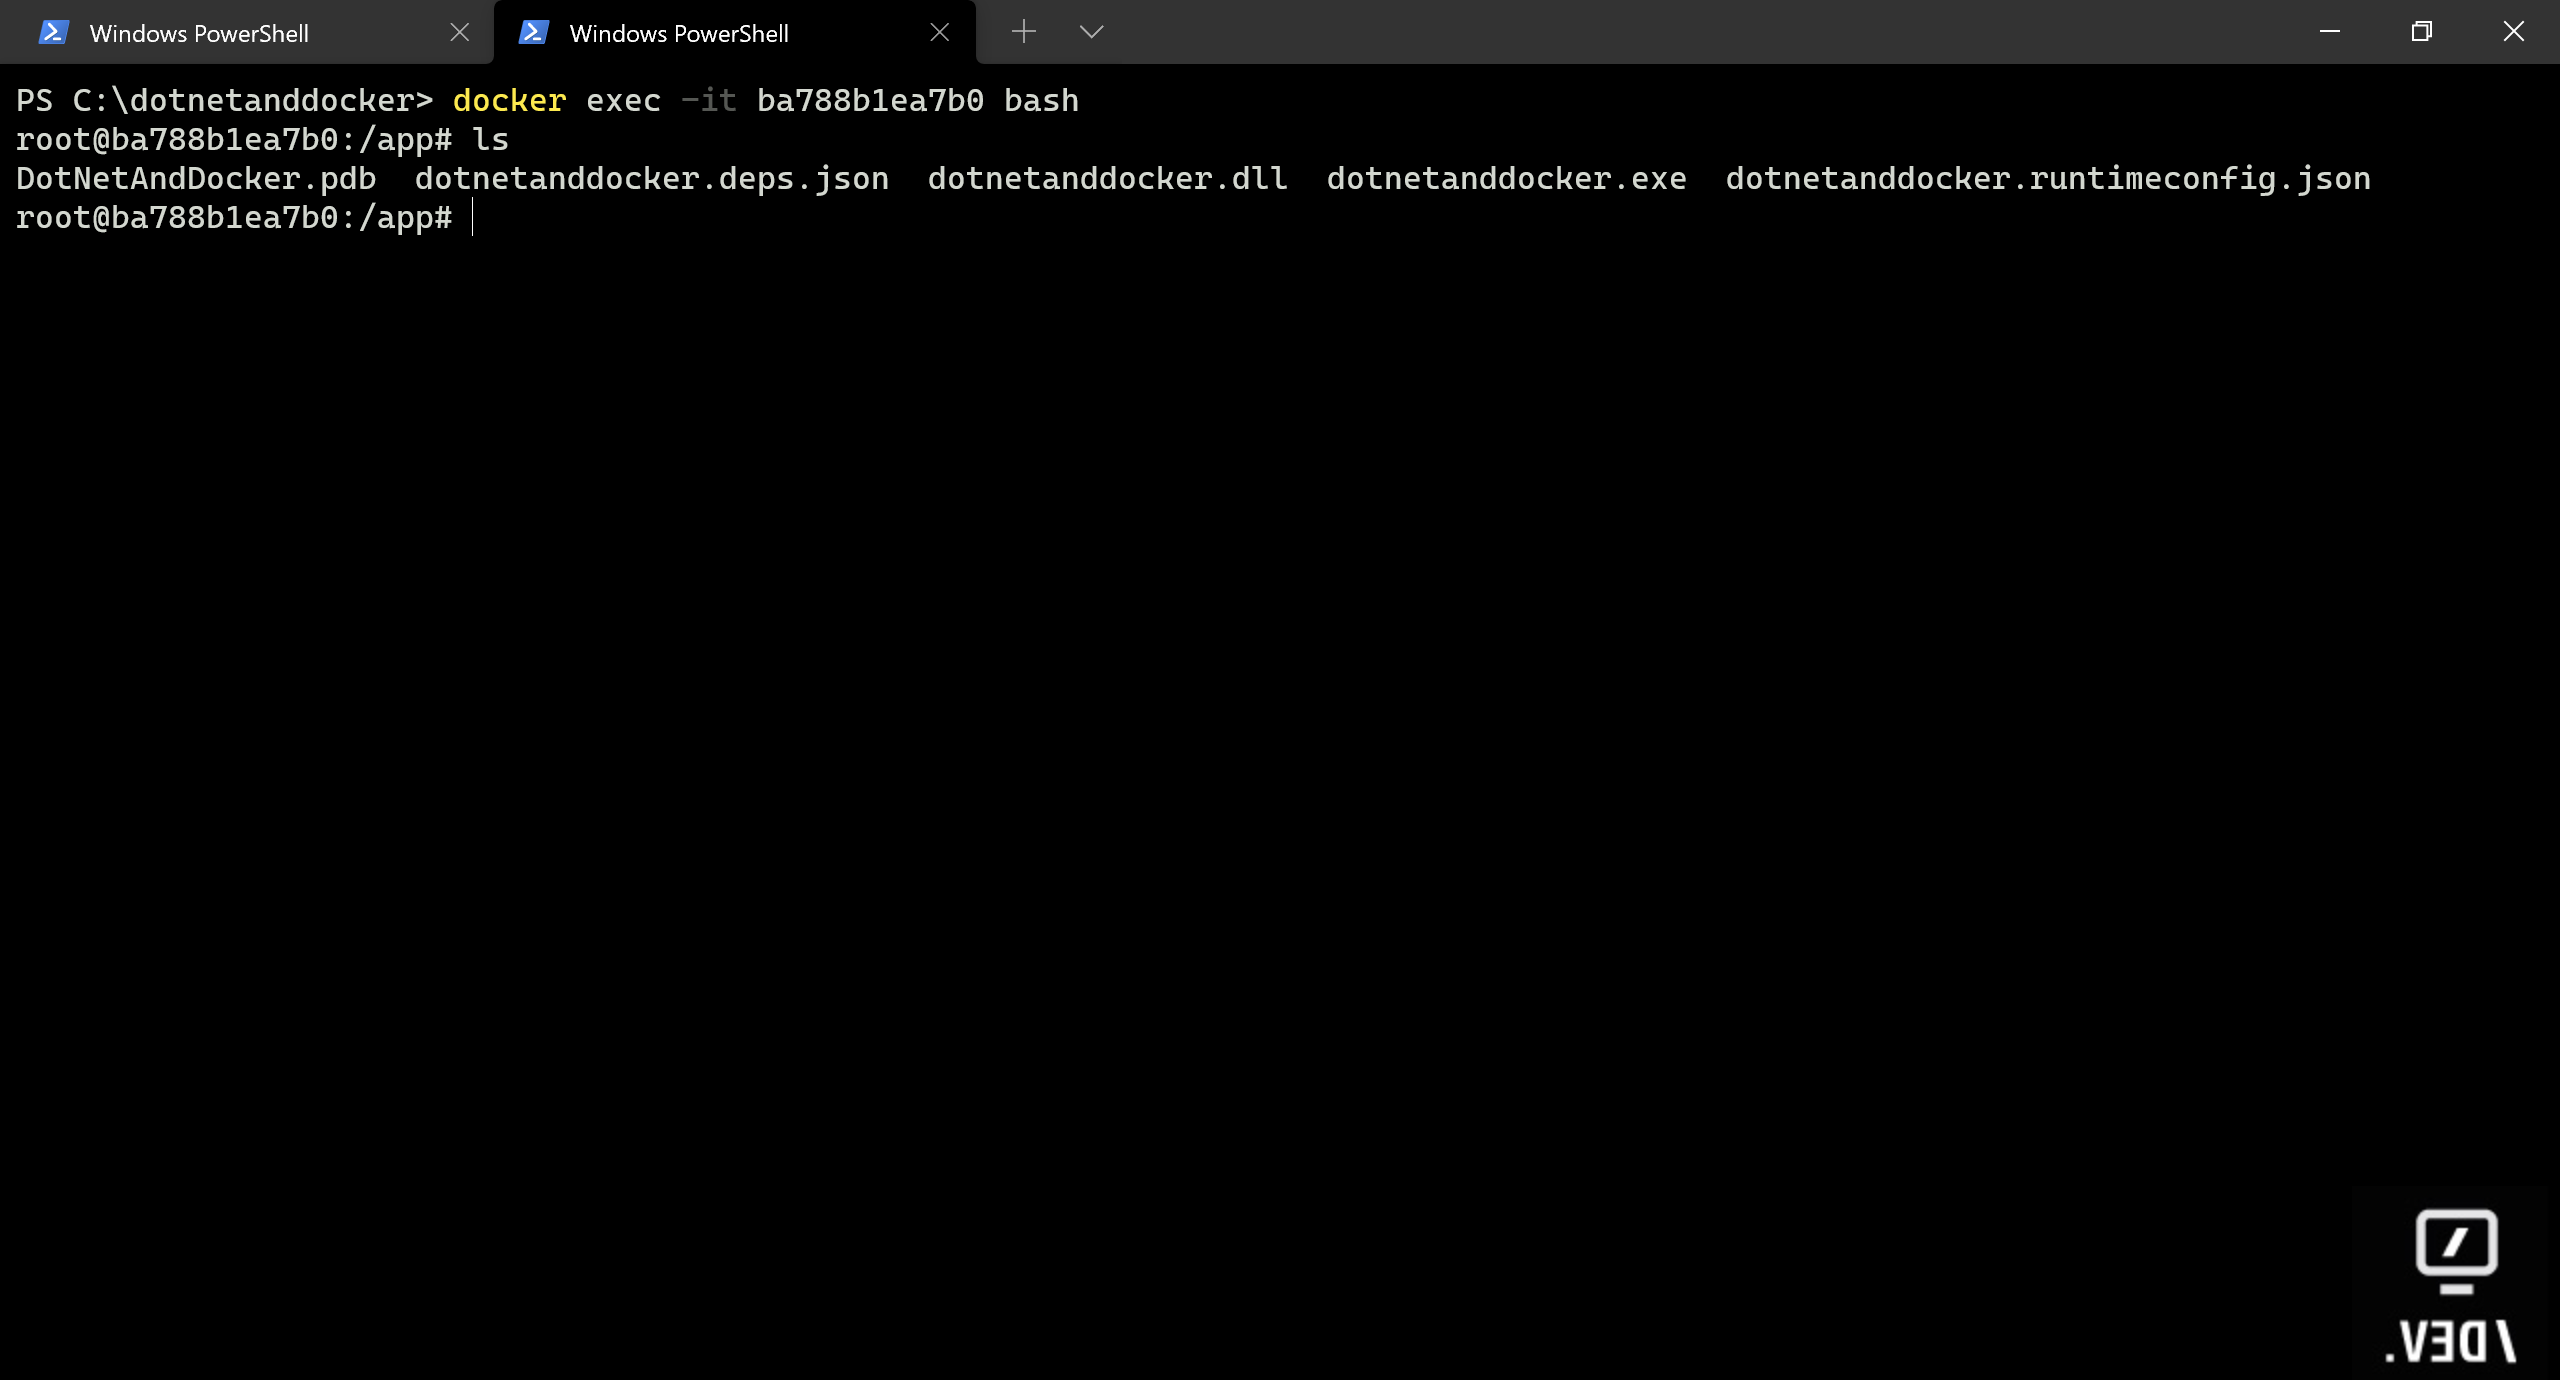 Windows PowerShell
Windows PowerShell
PS C:\dotnetanddocker> docker exec -it ba788b1ea7b0 bash
root@ba788b1ea7b0:/app# ls
DotNetAndDocker.pdb  dotnetanddocker.deps.json  dotnetanddocker.dll  dotnetanddocker.exe  dotnetanddocker.runtimeconfig.json
root@ba788b1ea7b0:/app#
/DEV.